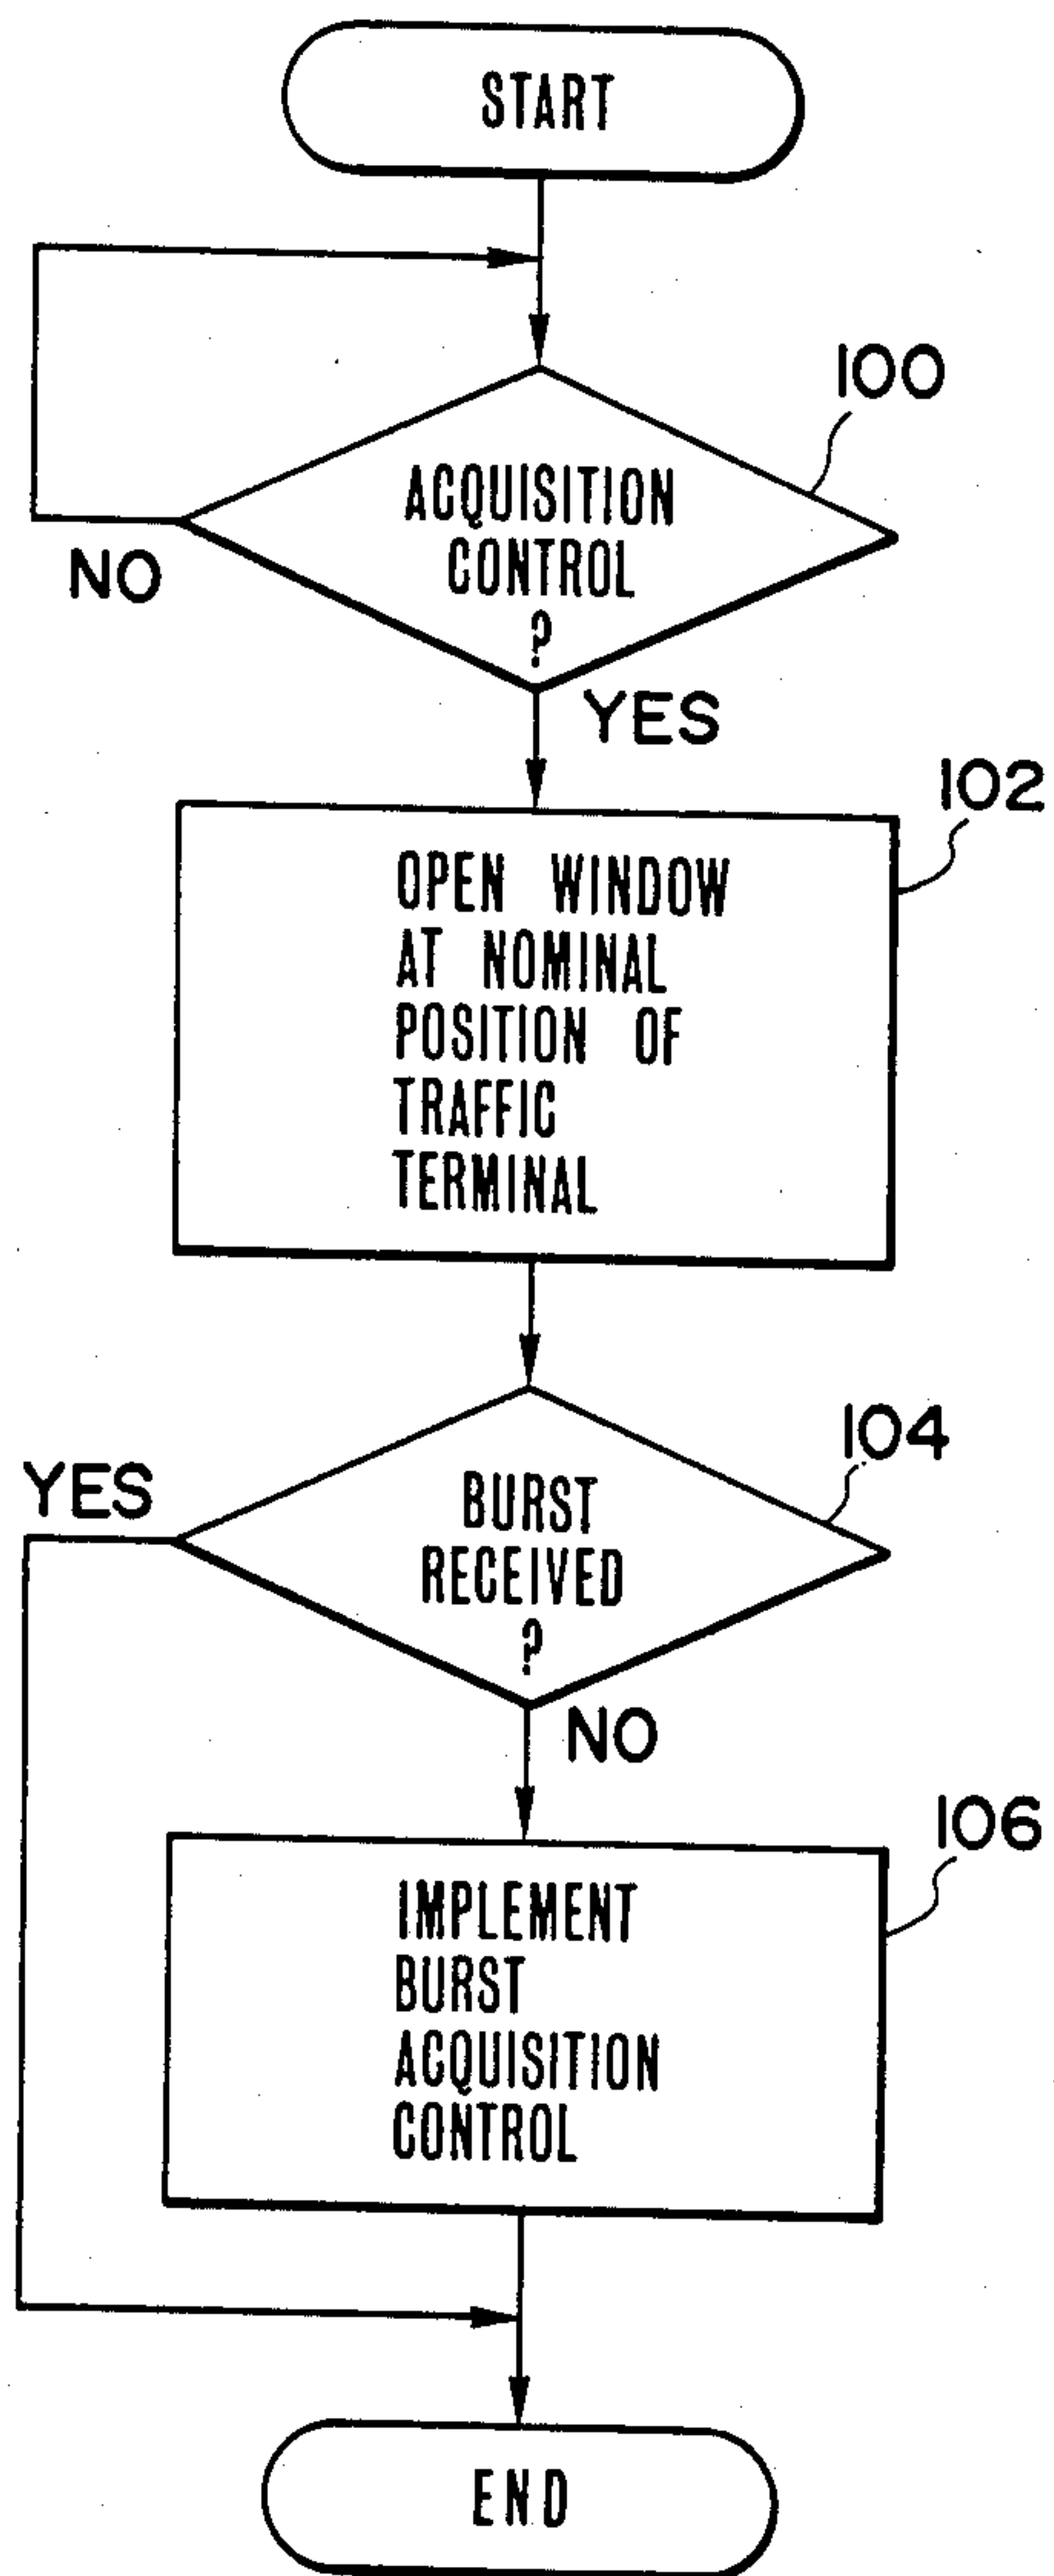 START
100
ACQUISITION
CONTROL
?
NO
YES
102
OPEN WINDOW
AT NOMINAL
POSITION OF
TRAFFIC
TERMINAL
104
YES
BURST
RECEIVED
?
NO
106
IMPLEMENT
BURST
ACQUISITION
CONTROL
END